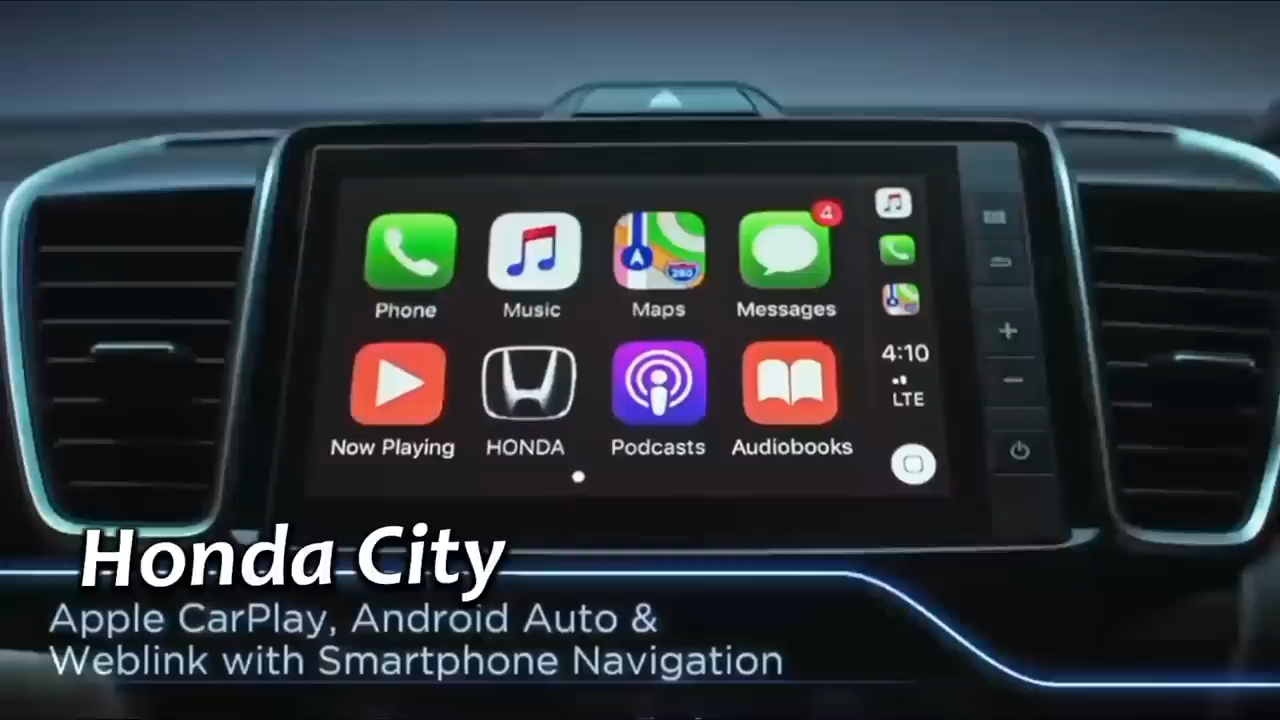 4
Phone Music Maps Messages
280
4:10
LTE
Now Playing HONDA Podcasts Audiobooks
Honda City
Apple CarPlay, Android Auto &
Weblink with Smartphone Navigation